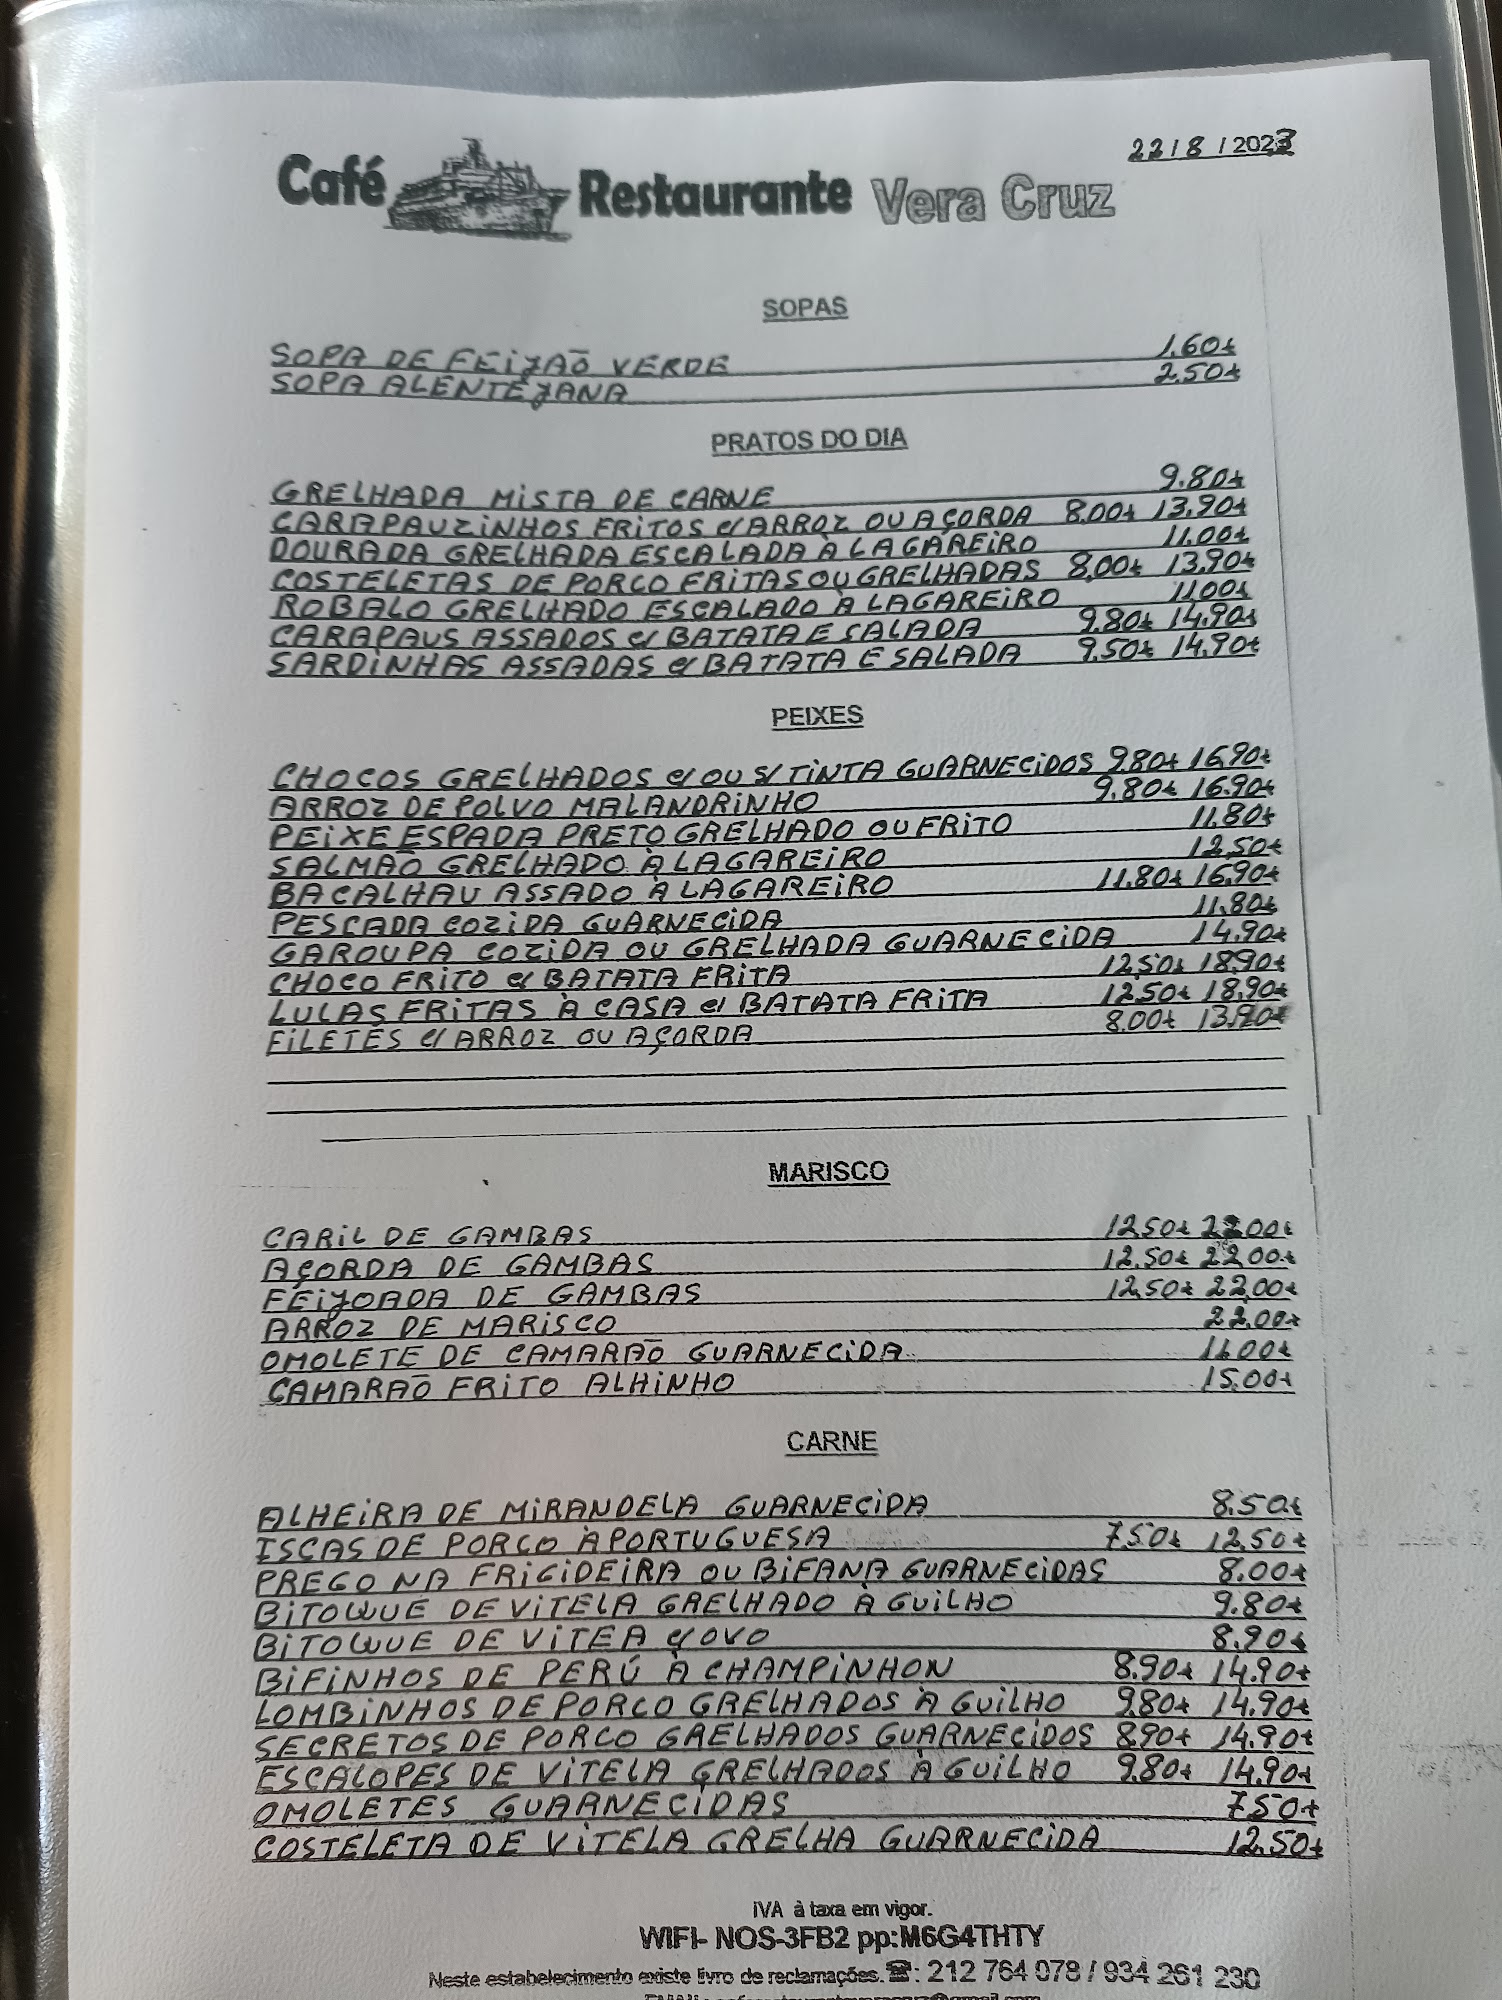 22/8/2023
Café Restaurante Vera Cruz
SOPAS
SOPA DE FEIJÃO VERDE 1.60€
SOPA ALENTEJANA 2.50€
PRATOS DO DIA
GRELHADA MISTA DE CARNE 9.80€
CARAPAUZINHOS FRITOS c/ ARROZ OU AÇORDA 8.00€ 13.90€
DOURADA GRELHADA ESCALADA À LAGAREIRO 11.00€
COSTELETAS DE PORCO FRITAS OU GRELHADAS 8.00€ 13.90€
ROBALO GRELHADO ESCALADO À LAGAREIRO 11.00€
CARAPAUS ASSADOS c/ BATATA E SALADA 9.80€ 14.90€
SARDINHAS ASSADAS c/ BATATA E SALADA 9.50€ 14.90€
PEIXES
CHOCOS GRELHADOS c/ OU S/ TINTA GUARNECIDOS 9.80€ 16.90€
ARROZ DE POLVO MALANDRINHO 9.80€ 16.90€
PEIXE ESPADA PRETO GRELHADO OU FRITO 11.80€
SALMÃO GRELHADO À LAGAREIRO 12.50€
BACALHAU ASSADO À LAGAREIRO 11.80€ 16.90€
PESCADA COZIDA GUARNECIDA 11.80€
GAROUPA COZIDA OU GRELHADA GUARNECIDA 14.90€
CHOCO FRITO c/ BATATA FRITA 12.50€ 18.90€
LULAS FRITAS À CASA c/ BATATA FRITA 12.50€ 18.90€
FILETES c/ ARROZ OU AÇORDA 8.00€ 13.90€
MARISCO
CARIL DE GAMBAS 12.50€ 22.00€
AÇORDA DE GAMBAS 12.50€ 22.00€
FEIJOADA DE GAMBAS 12.50€ 22.00€
ARROZ DE MARISCO 22.00€
OMOLETE DE CAMARÃO GUARNECIDA 11.00€
CAMARÃO FRITO ALHINHO 15.00€
CARNE
ALHEIRA DE MIRANDELA GUARNECIDA 8.50€
ISCAS DE PORCO À PORTUGUESA 7.50€ 12.50€
PREGO NA FRIGIDEIRA OU BIFANA GUARNECIDAS 8.00€
BITOQUE DE VITELA GRELHADO À GUILHO 9.80€
BITOQUE DE VITEA c/ OVO 8.90€
BIFINHOS DE PERÚ À CHAMPINHON 8.90€ 14.90€
LOMBINHOS DE PORCO GRELHADOS À GUILHO 9.80€ 14.90€
SECRETOS DE PORCO GRELHADOS GUARNECIDOS 8.90€ 14.90€
ESCALOPES DE VITELA GRELHADOS À GUILHO 9.80€ 14.90€
OMOLETES GUARNECIDAS 7.50€
COSTELETA DE VITELA GRELHA GUARNECIDA 12.50€
IVA à taxa em vigor.
WIFI- NOS-3FB2 pp:M6G4THTY
Neste estabelecimento existe livro de reclamações. ☎: 212 764 078 / 934 261 230